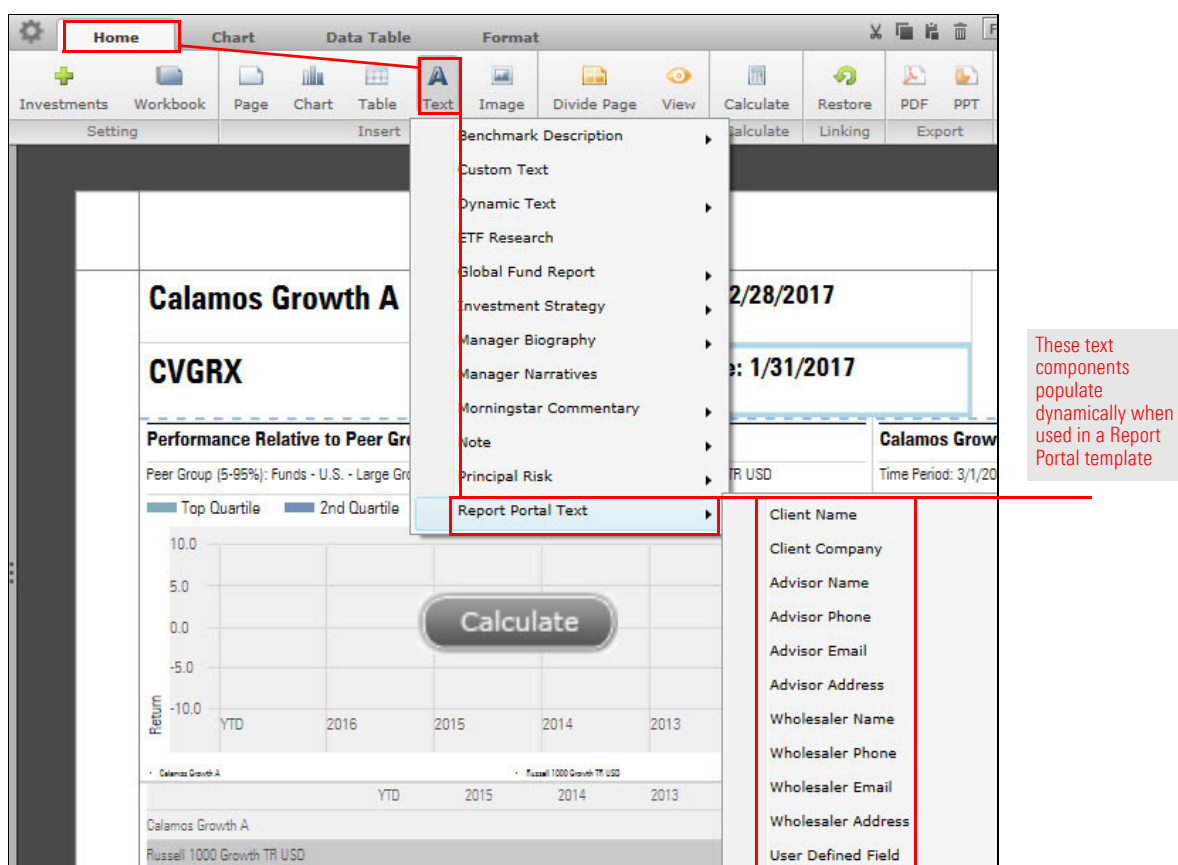 Home Chart Data Table Format
Investments Workbook Page Chart Table Text Image Divide Page View Calculate Restore PDF PPT
Setting Insert Calculate Linking Export
Benchmark Description
Custom Text
Dynamic Text
ETF Research
Global Fund Report
Investment Strategy
Manager Biography
Manager Narratives
Morningstar Commentary
Note
Principal Risk
Report Portal Text
Client Name
Client Company
Advisor Name
Advisor Phone
Advisor Email
Advisor Address
Wholesaler Name
Wholesaler Phone
Wholesaler Email
Wholesaler Address
User Defined Field
These text
components
populate
dynamically when
used in a Report
Portal template
Calamos Growth A 2/28/2017
CVGRX e: 1/31/2017
Performance Relative to Peer Gro Calamos Grow
Peer Group (5-95%): Funds - U.S. - Large Gro TR USD Time Period: 3/1/20
Top Quartile 2nd Quartile
10.0
5.0
0.0
-5.0
-10.0
Return
Calculate
YTD 2016 2015 2014 2013
Calamos Growth A Russell 1000 Growth TR USD
YTD 2015 2014 2013
Calamos Growth A
Russell 1000 Growth TR USD